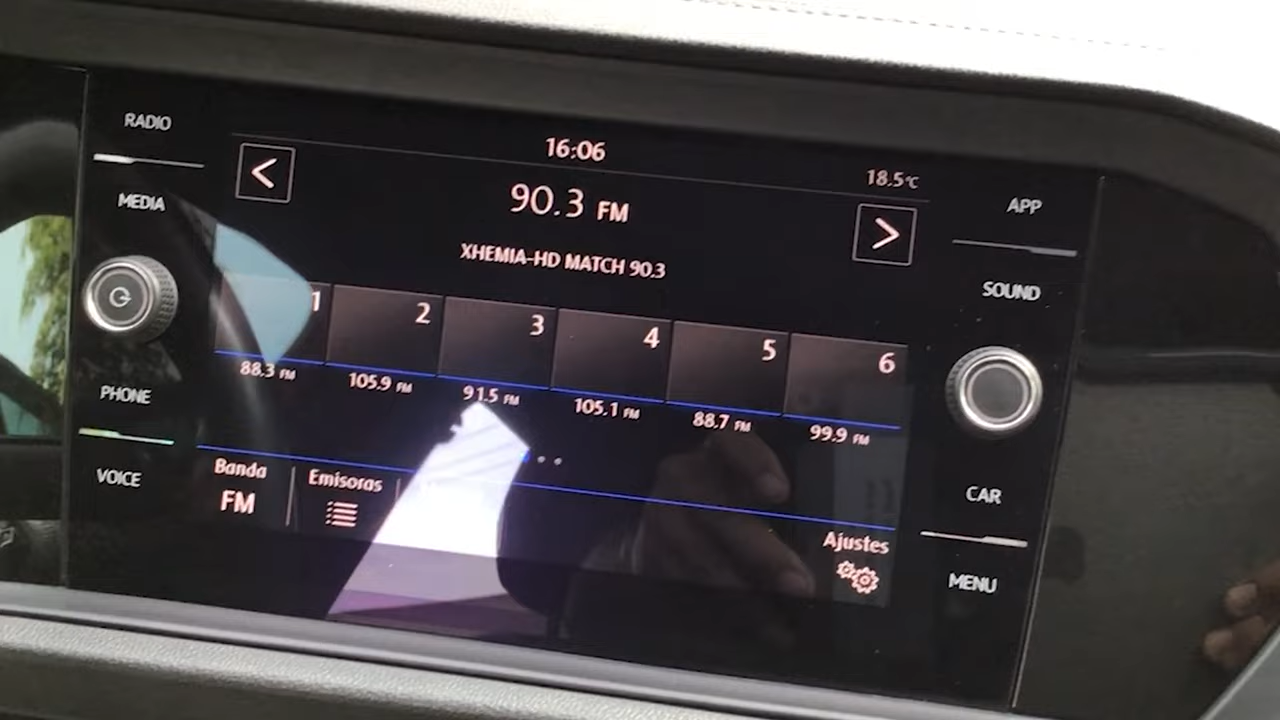 RADIO
MEDIA
PHONE
VOICE
16:06
18.5°C
<
90.3 FM
>
XHEMIA-HD MATCH 90.3
1
2
3
4
5
6
88.3 FM
105.9 FM
91.5 FM
105.1 FM
88.7 FM
99.9 FM
Banda
FM
Emisoras
Ajustes
APP
SOUND
CAR
MENU